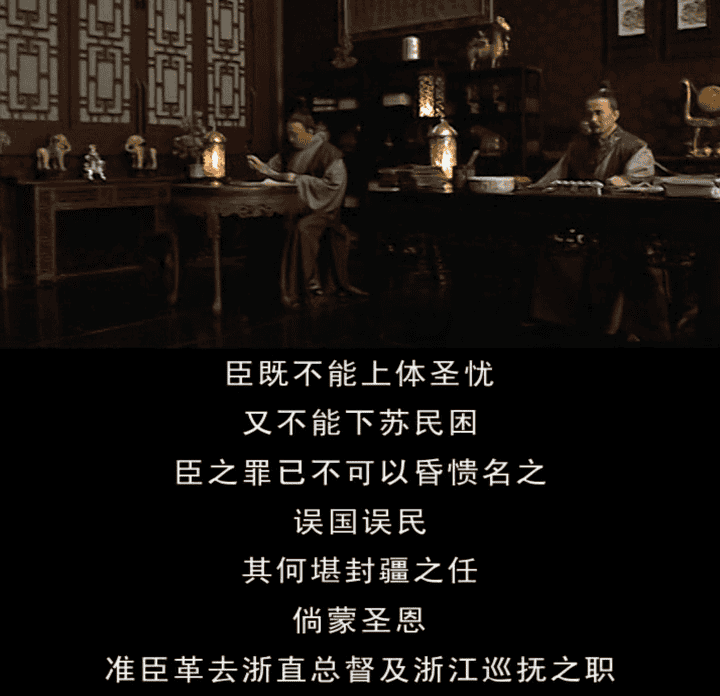 臣既不能上体圣忧
又不能下苏民困
臣之罪已不可以昏愦名之
误国误民
其何堪封疆之任
倘蒙圣恩
准臣革去浙直总督及浙江巡抚之职